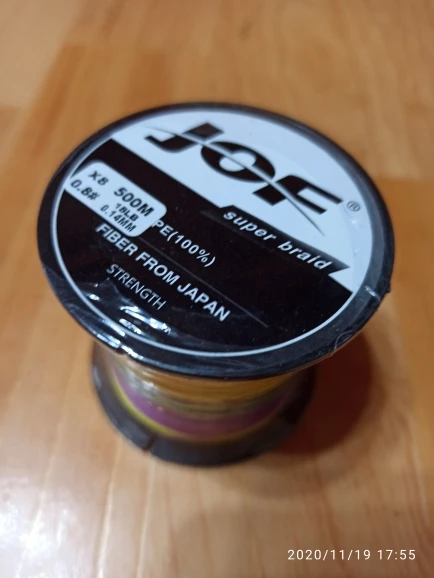 JOF®
super braid
X8 500M
0.8# 18LB
0.14MM
PE(100%)
FIBER FROM JAPAN
STRENGTH
2020/11/19 17:55